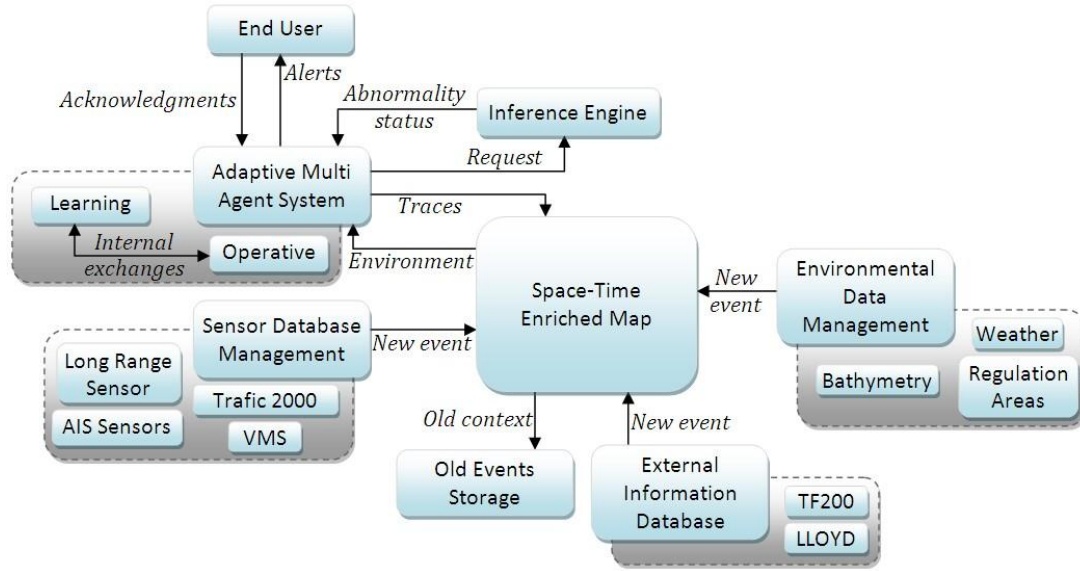 End User
Acknowledgments
Alerts
Abnormality
status
Inference Engine
Request
Adaptive Multi
Agent System
Traces
Learning
Internal
exchanges
Operative
Environment
Space-Time
Enriched Map
New
event
Environmental
Data
Management
Weather
Bathymetry
Regulation
Areas
Sensor Database
Management
New event
Long Range
Sensor
Trafic 2000
AIS Sensors
VMS
Old context
New event
Old Events
Storage
External
Information
Database
TF200
LLOYD